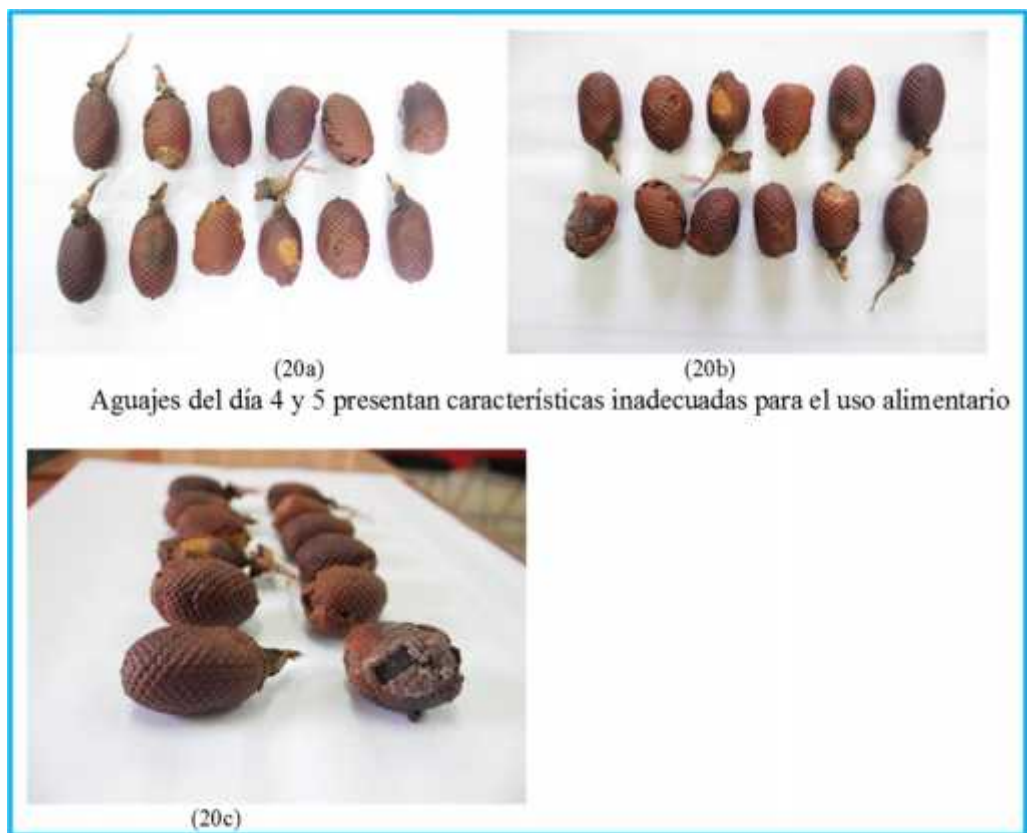 (20a)
(20b)
Aguajes del día 4 y 5 presentan características inadecuadas para el uso alimentario
(20c)